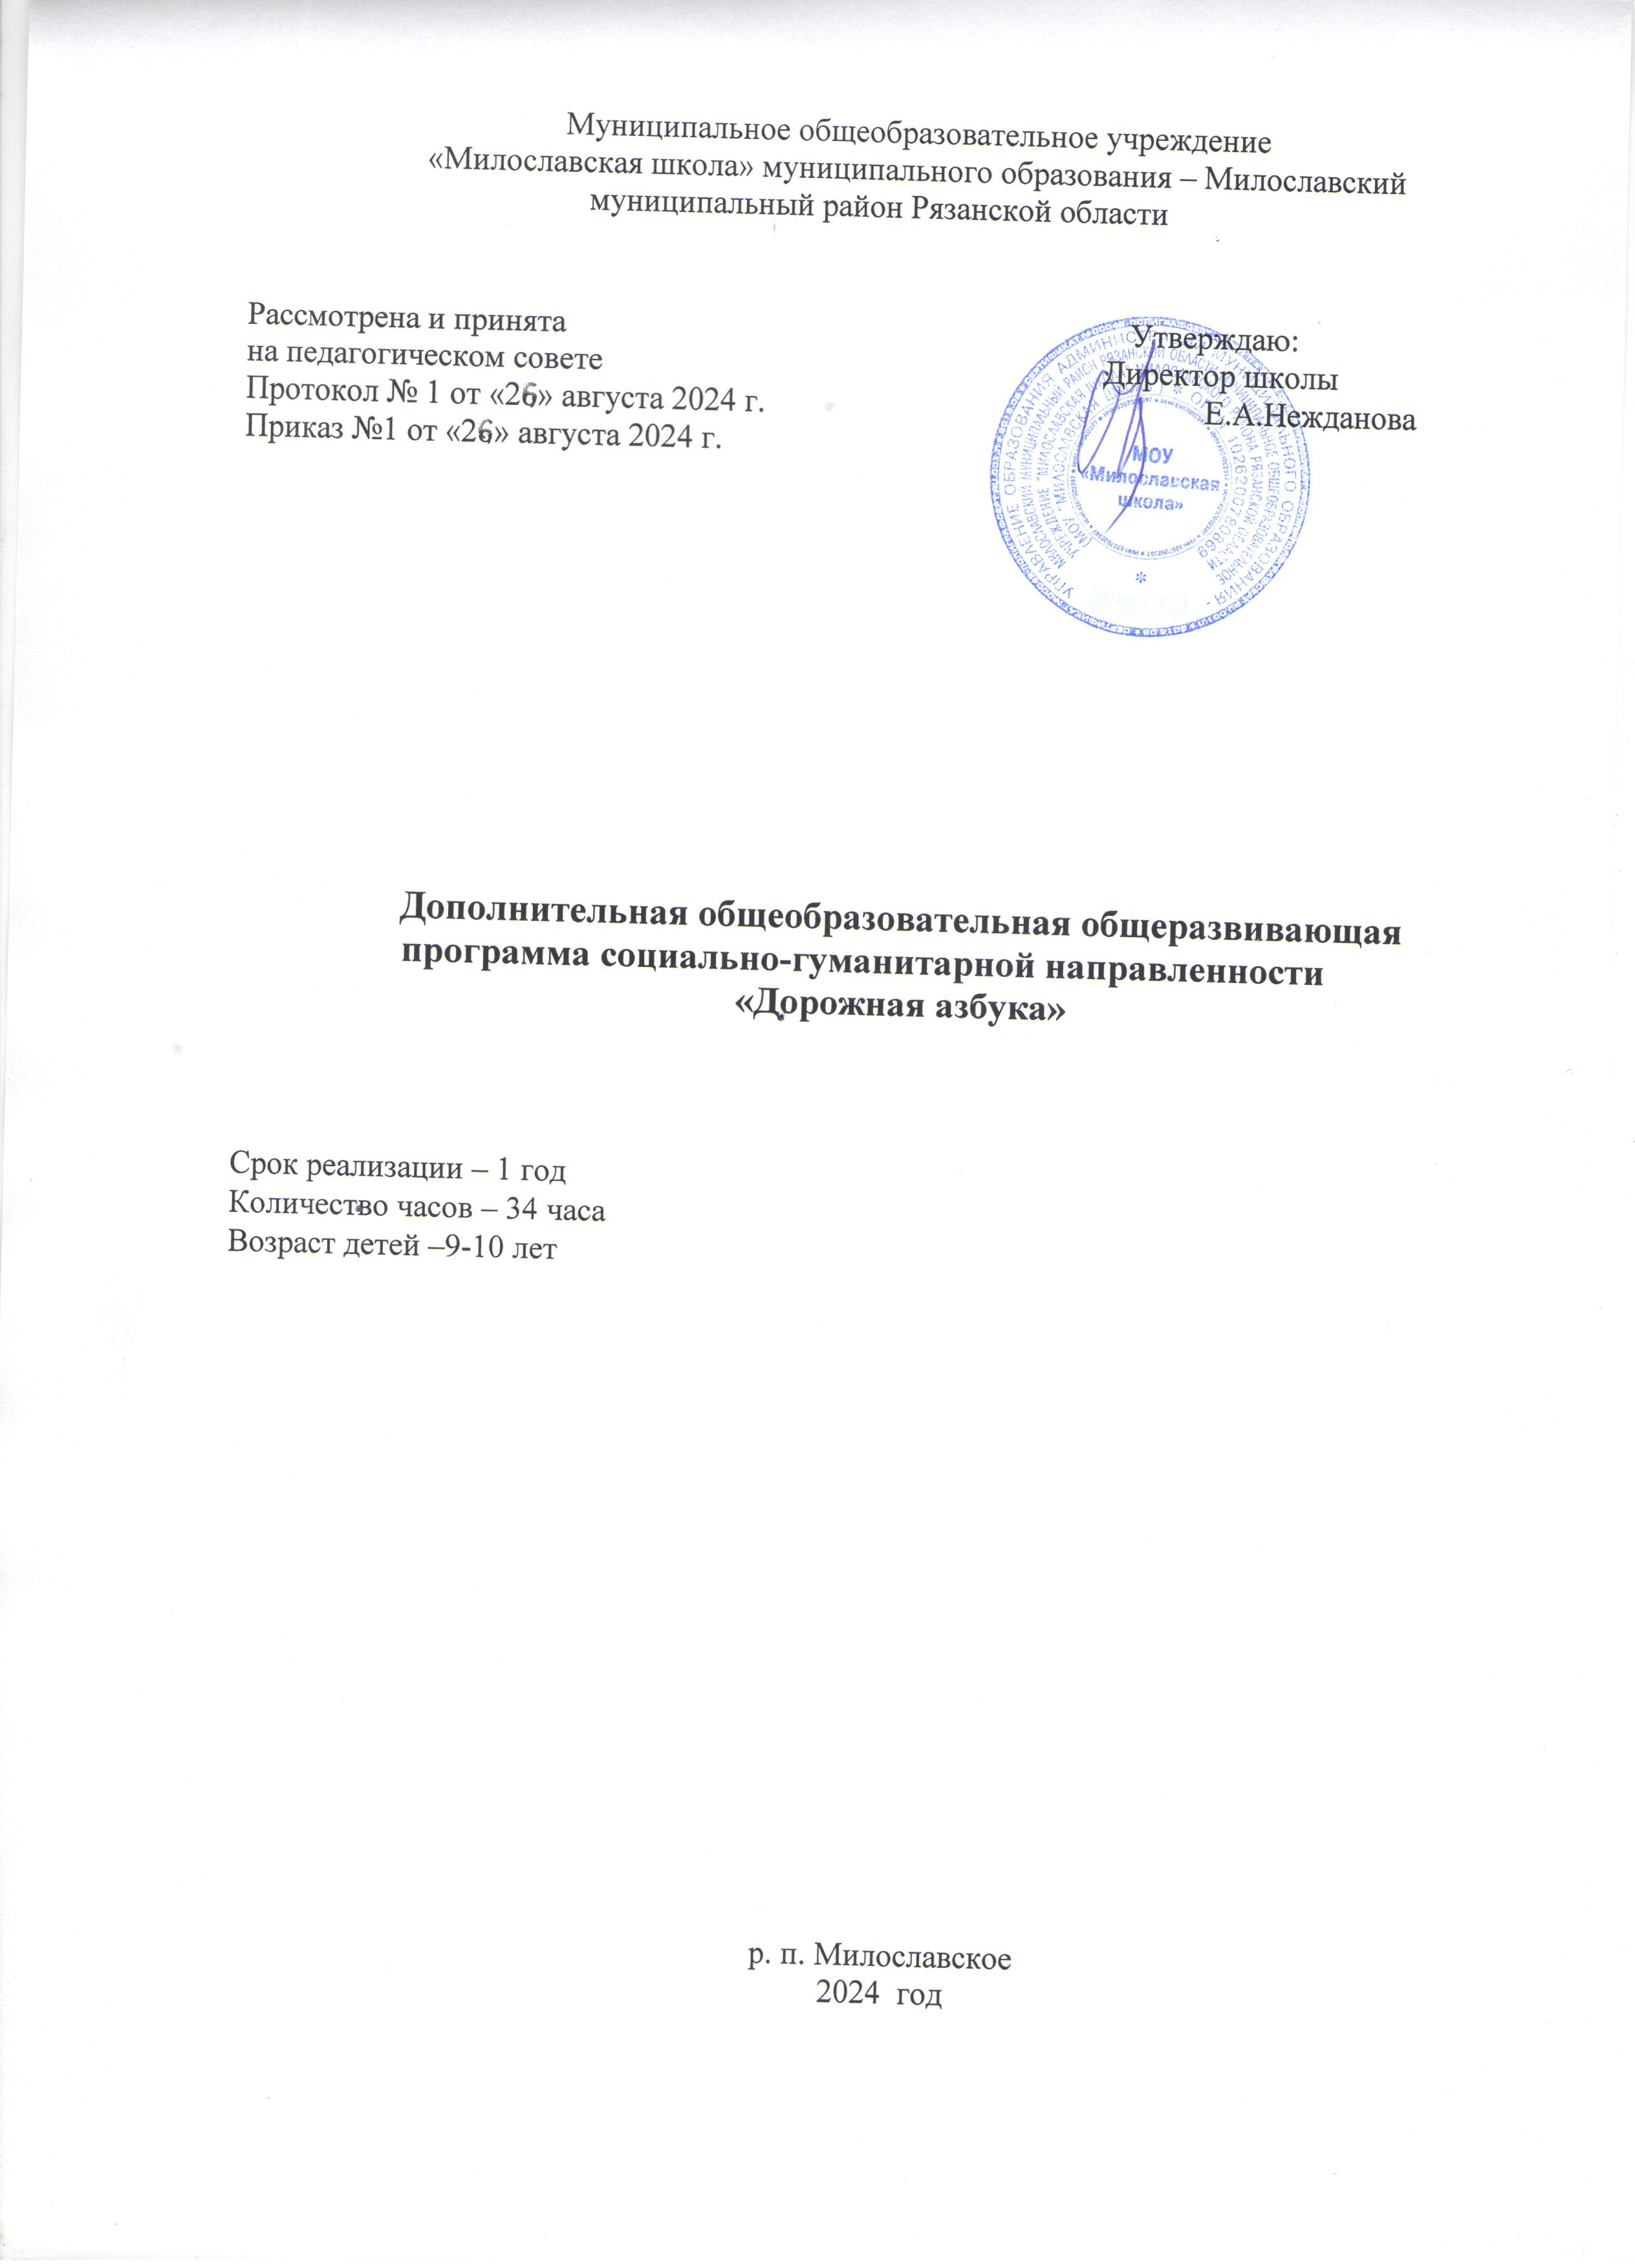 Муниципальное общеобразовательное учреждение
«Милославская школа» муниципального образования – Милославский
муниципальный район Рязанской области
Рассмотрена и принята
на педагогическом совете
Протокол № 1 от «26» августа 2024 г.
Приказ №1 от «26» августа 2024 г.
Утверждаю:
Директор школы
Е.А.Нежданова
МОУ
«Милославская
школа»
Дополнительная общеобразовательная общеразвивающая
программа социально-гуманитарной направленности
«Дорожная азбука»
Срок реализации – 1 год
Количество часов – 34 часа
Возраст детей –9-10 лет
р. п. Милославское
2024 год